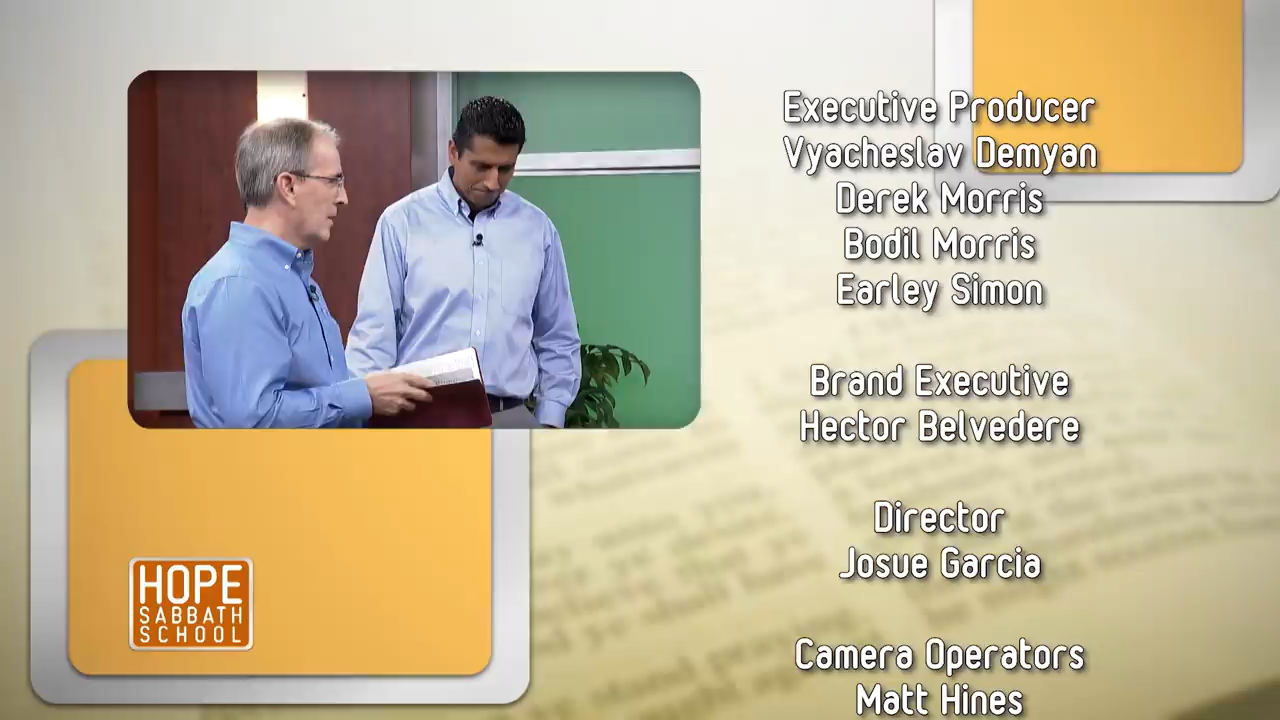 Executive Producer
Vyacheslav Demyan
Derek Morris
Bodil Morris
Earley Simon
Brand Executive
Hector Belvedere
Director
Josue Garcia
Camera Operators
Matt Hines
HOPE
SABBATH
SCHOOL